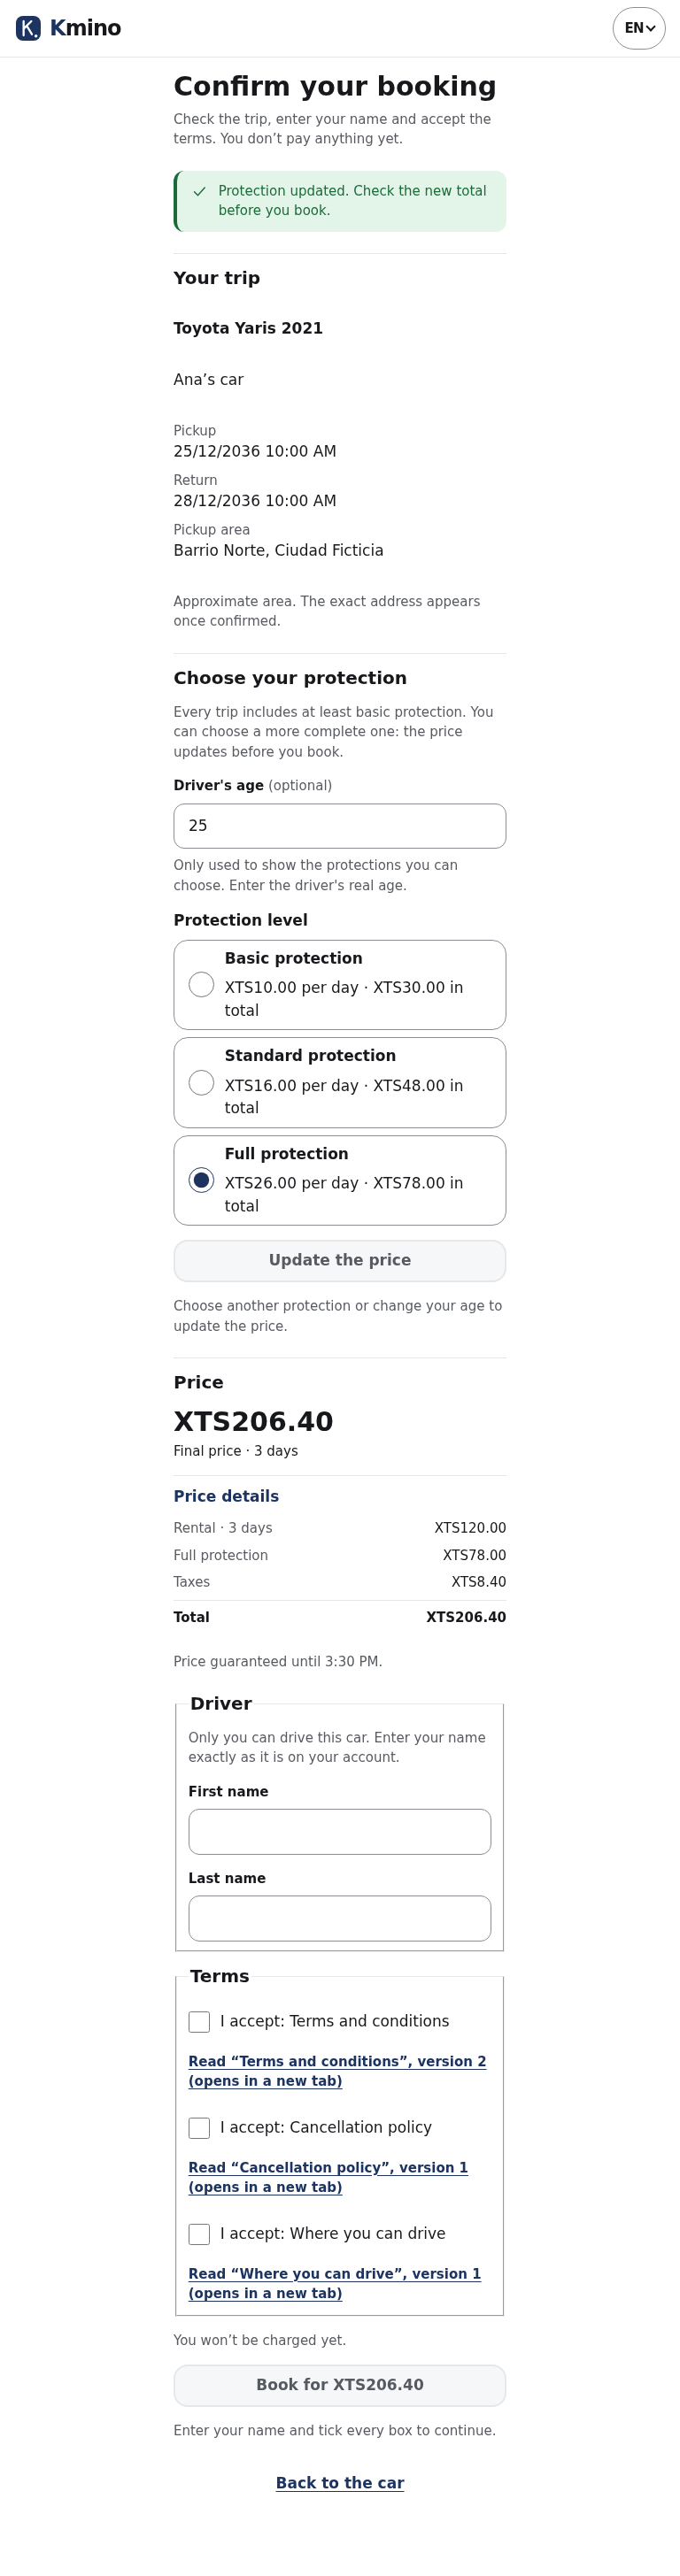 K. Kmino
EN
Confirm your booking
Check the trip, enter your name and accept the
terms. You don’t pay anything yet.
Protection updated. Check the new total
before you book.
Your trip
Toyota Yaris 2021
Ana’s car
Pickup
25/12/2036 10:00 AM
Return
28/12/2036 10:00 AM
Pickup area
Barrio Norte, Ciudad Ficticia
Approximate area. The exact address appears
once confirmed.
Choose your protection
Every trip includes at least basic protection. You
can choose a more complete one: the price
updates before you book.
Driver's age (optional)
25
Only used to show the protections you can
choose. Enter the driver's real age.
Protection level
Basic protection
XTS10.00 per day · XTS30.00 in
total
Standard protection
XTS16.00 per day · XTS48.00 in
total
Full protection
XTS26.00 per day · XTS78.00 in
total
Update the price
Choose another protection or change your age to
update the price.
Price
XTS206.40
Final price · 3 days
Price details
Rental · 3 days XTS120.00
Full protection XTS78.00
Taxes XTS8.40
Total XTS206.40
Price guaranteed until 3:30 PM.
Driver
Only you can drive this car. Enter your name
exactly as it is on your account.
First name
Last name
Terms
I accept: Terms and conditions
Read “Terms and conditions”, version 2
(opens in a new tab)
I accept: Cancellation policy
Read “Cancellation policy”, version 1
(opens in a new tab)
I accept: Where you can drive
Read “Where you can drive”, version 1
(opens in a new tab)
You won’t be charged yet.
Book for XTS206.40
Enter your name and tick every box to continue.
Back to the car